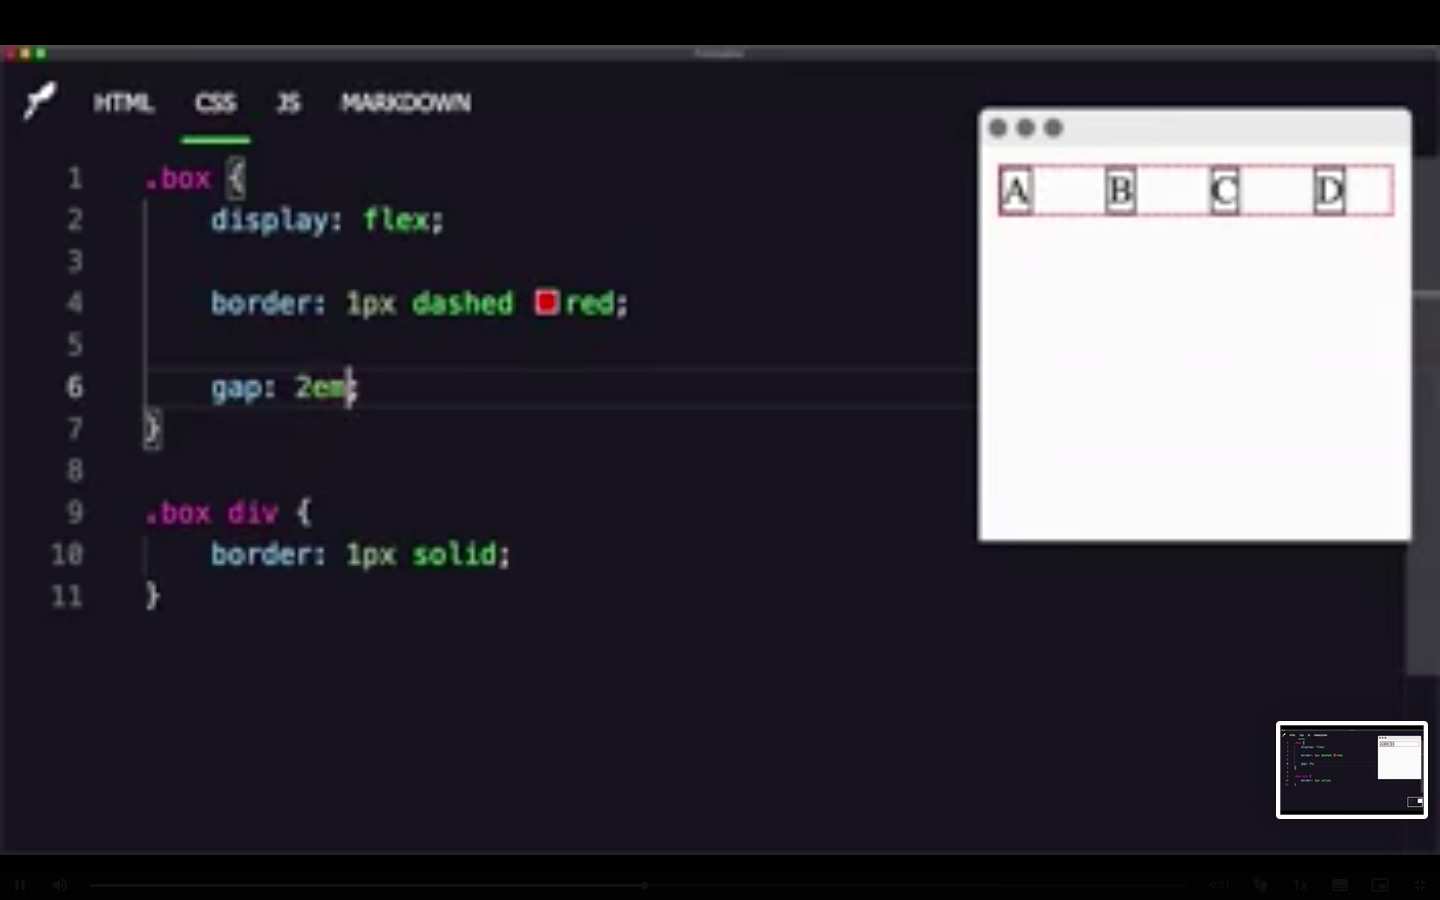 HTML CSS JS MARKDOWN
1 .box {
2 display: flex;
3
4 border: 1px dashed red;
5
6 gap: 2em;
7 }
8
9 .box div {
10 border: 1px solid;
11 }
A B C D
1x